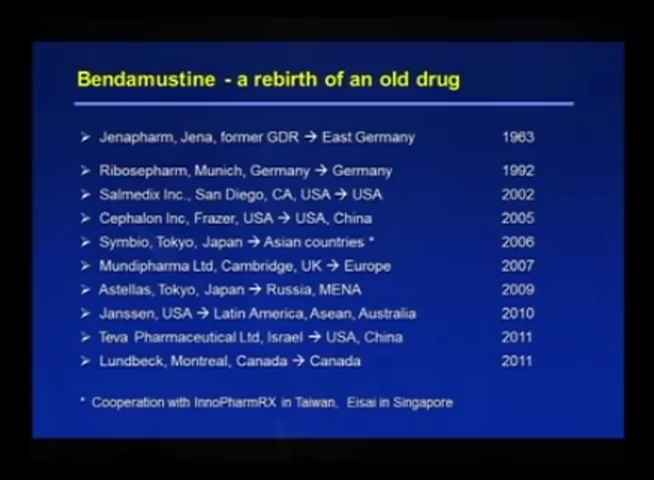 Bendamustine - a rebirth of an old drug
➢ Jenapharm, Jena, former GDR → East Germany 1963
➢ Ribosepharm, Munich, Germany → Germany 1992
➢ Salmedix Inc., San Diego, CA, USA → USA 2002
➢ Cephalon Inc, Frazer, USA → USA, China 2005
➢ Symbio, Tokyo, Japan → Asian countries * 2006
➢ Mundipharma Ltd, Cambridge, UK → Europe 2007
➢ Astellas, Tokyo, Japan → Russia, MENA 2009
➢ Janssen, USA → Latin America, Asean, Australia 2010
➢ Teva Pharmaceutical Ltd, Israel → USA, China 2011
➢ Lundbeck, Montreal, Canada → Canada 2011
* Cooperation with InnoPharmRX in Taiwan, Eisai in Singapore